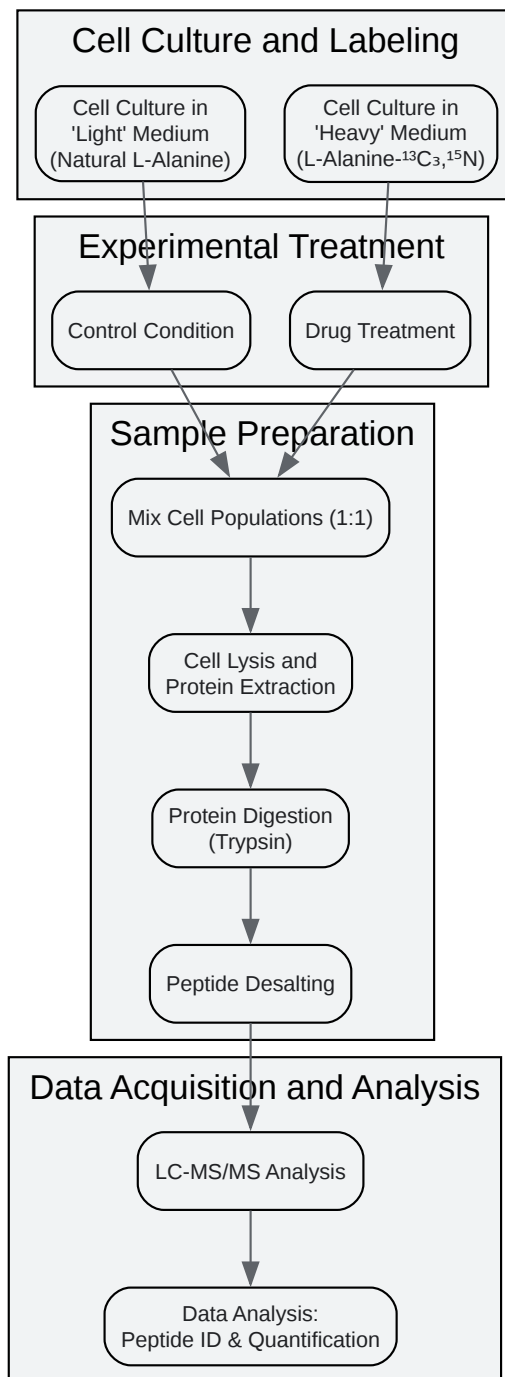 Cell Culture and Labeling
Cell Culture in
'Light' Medium
(Natural L-Alanine)
Cell Culture in
'Heavy' Medium
(L-Alanine-¹³C₃,¹⁵N)
Experimental Treatment
Control Condition
Drug Treatment
Sample Preparation
Mix Cell Populations (1:1)
Cell Lysis and
Protein Extraction
Protein Digestion
(Trypsin)
Peptide Desalting
Data Acquisition and Analysis
LC-MS/MS Analysis
Data Analysis:
Peptide ID & Quantification